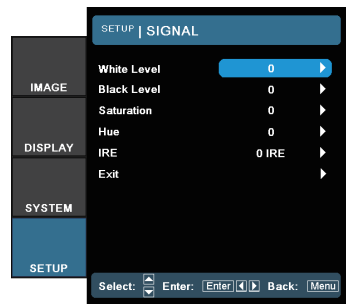 SETUP | SIGNAL
IMAGE
DISPLAY
SYSTEM
SETUP
White Level 0
Black Level 0
Saturation 0
Hue 0
IRE 0 IRE
Exit
Select: Enter: Enter Back: Menu